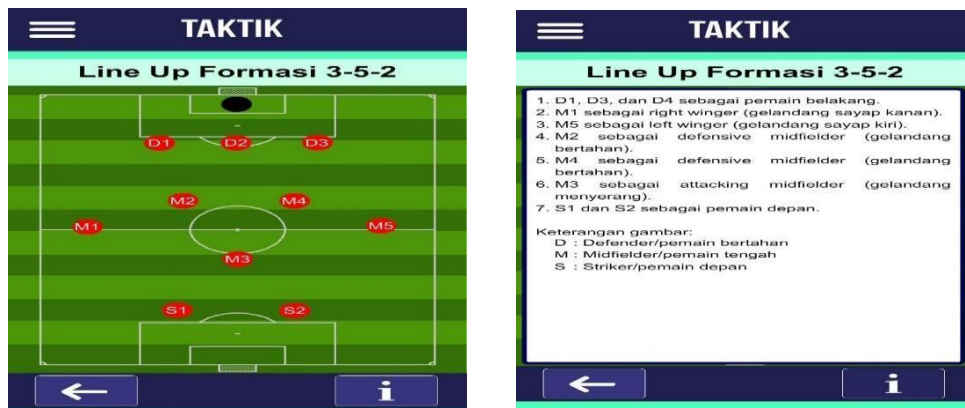 TAKTIK
Line Up Formasi 3-5-2
D1 D2 D3
M2 M4
M1 M5
M3
S1 S2
i
TAKTIK
Line Up Formasi 3-5-2
1. D1, D3, dan D4 sebagai pemain belakang.
2. M1 sebagai right winger (gelandang sayap kanan).
3. M5 sebagai left winger (gelandang sayap kiri).
4. M2 sebagai defensive midfielder (gelandang
bertahan).
5. M4 sebagai defensive midfielder (gelandang
bertahan).
6. M3 sebagai attacking midfielder (gelandang
menyerang).
7. S1 dan S2 sebagai pemain depan.
Keterangan gambar:
D : Defender/pemain bertahan
M : Midfielder/pemain tengah
S : Striker/pemain depan
i